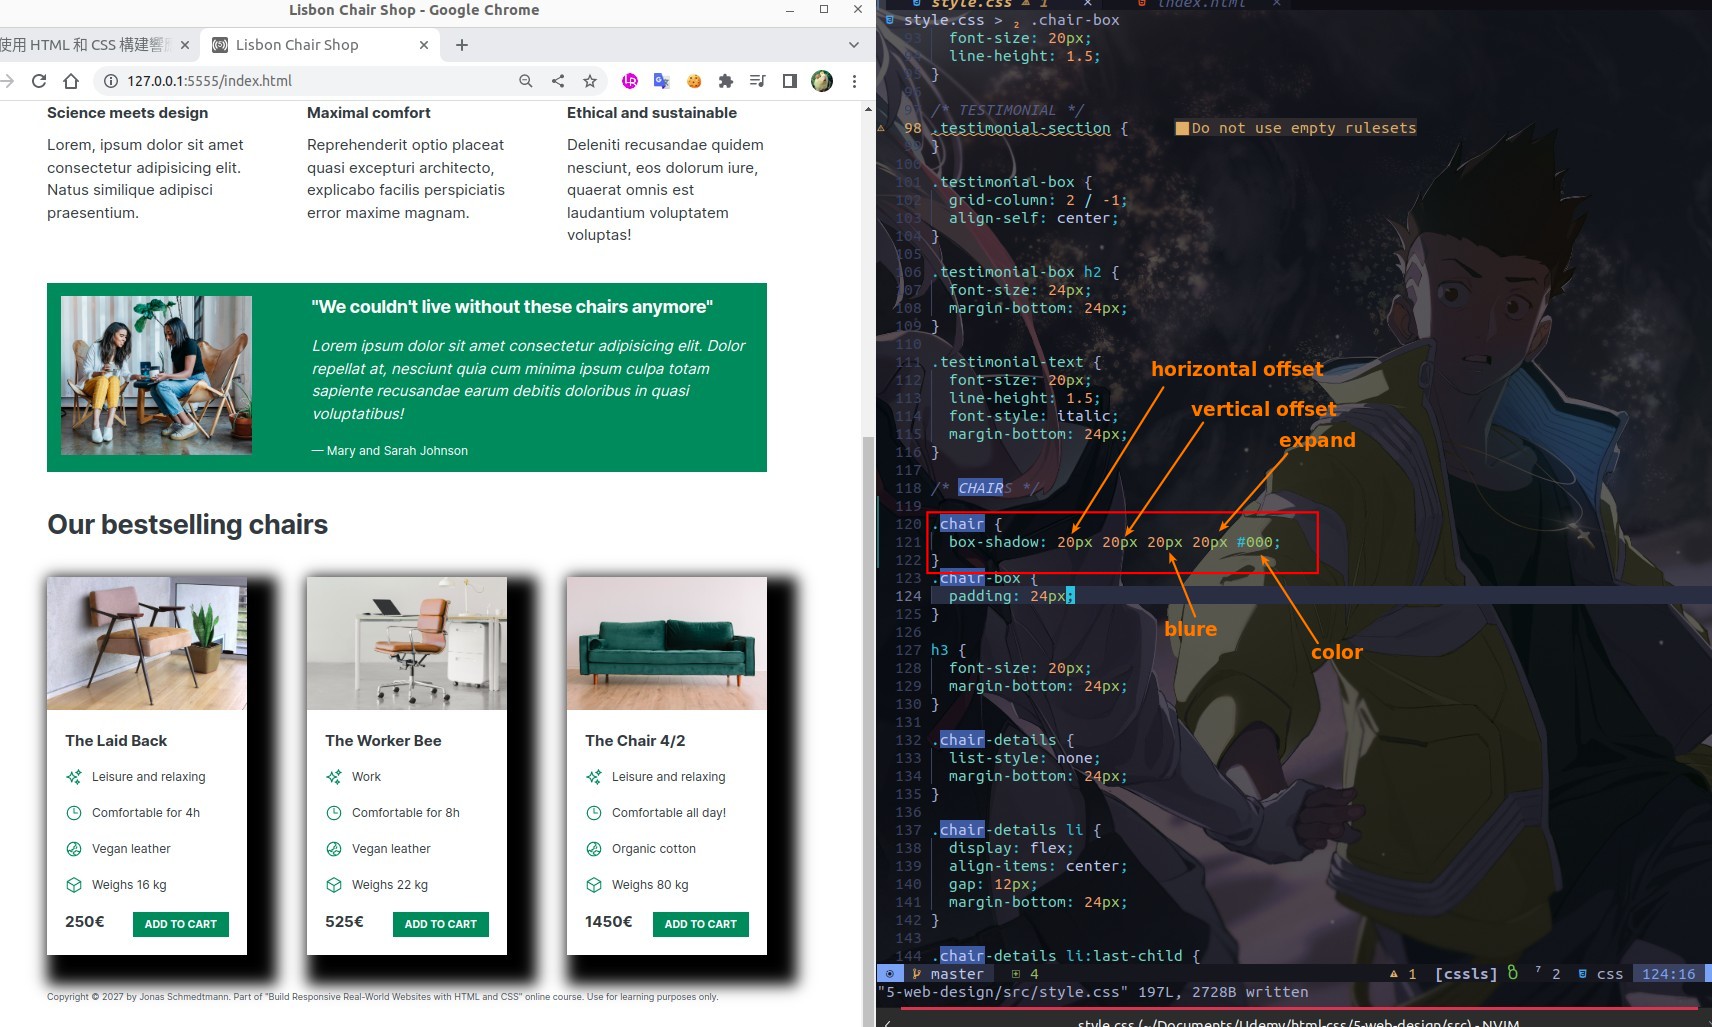 Lisbon Chair Shop - Google Chrome
使用 HTML 和 CSS 構建響
Lisbon Chair Shop
127.0.0.1:5555/index.html
Science meets design
Lorem, ipsum dolor sit amet
consectetur adipisicing elit.
Natus similique adipisci
praesentium.
Maximal comfort
Reprehenderit optio placeat
quasi excepturi architecto,
explicabo facilis perspiciatis
error maxime magnam.
Ethical and sustainable
Deleniti recusandae quidem
nesciunt, eos dolorum iure,
quaerat omnis est
laudantium voluptatem
voluptas!
"We couldn't live without these chairs anymore"
Lorem ipsum dolor sit amet consectetur adipisicing elit. Dolor
repellat at, nesciunt quia cum minima ipsum culpa totam
sapiente recusandae earum debitis doloribus in quasi
voluptatibus!
— Mary and Sarah Johnson
Our bestselling chairs
The Laid Back
Leisure and relaxing
Comfortable for 4h
Vegan leather
Weighs 16 kg
250€
ADD TO CART
The Worker Bee
Work
Comfortable for 8h
Vegan leather
Weighs 22 kg
525€
ADD TO CART
The Chair 4/2
Leisure and relaxing
Comfortable all day!
Organic cotton
Weighs 80 kg
1450€
ADD TO CART
Copyright © 2027 by Jonas Schmedtmann. Part of "Build Responsive Real-World Websites with HTML and CSS" online course. Use for learning purposes only.
style.css 1 × index.html ×
style.css > .chair-box
93 font-size: 20px;
line-height: 1.5;
}
/* TESTIMONIAL */
98 .testimonial-section { Do not use empty rulesets
}
100
101 .testimonial-box {
102 grid-column: 2 / -1;
103 align-self: center;
104 }
105
106 .testimonial-box h2 {
107 font-size: 24px;
108 margin-bottom: 24px;
109 }
110
111 .testimonial-text {
112 font-size: 20px;
113 line-height: 1.5;
114 font-style: italic;
115 margin-bottom: 24px;
116 }
117
118 /* CHAIRS */
119
120 .chair {
121 box-shadow: 20px 20px 20px 20px #000;
122 }
123 .chair-box {
124 padding: 24px;
125 }
126
127 h3 {
128 font-size: 20px;
129 margin-bottom: 24px;
130 }
131
132 .chair-details {
133 list-style: none;
134 margin-bottom: 24px;
135 }
136
137 .chair-details li {
138 display: flex;
139 align-items: center;
140 gap: 12px;
141 margin-bottom: 24px;
142 }
143
144 .chair-details li:last-child {
horizontal offset
vertical offset
expand
blure
color
master 4 1 [cssls] 7 2 css 124:16
"5-web-design/src/style.css" 197L, 2728B written
style.css (~/Documents/Udemy/html-css/5-web-design/src) - NVIM